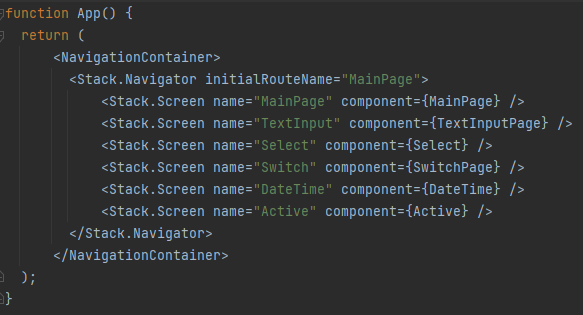 function App() {
  return (
      <NavigationContainer>
        <Stack.Navigator initialRouteName="MainPage">
            <Stack.Screen name="MainPage" component={MainPage} />
            <Stack.Screen name="TextInput" component={TextInputPage} />
            <Stack.Screen name="Select" component={Select} />
            <Stack.Screen name="Switch" component={SwitchPage} />
            <Stack.Screen name="DateTime" component={DateTime} />
            <Stack.Screen name="Active" component={Active} />
        </Stack.Navigator>
      </NavigationContainer>
  );
}